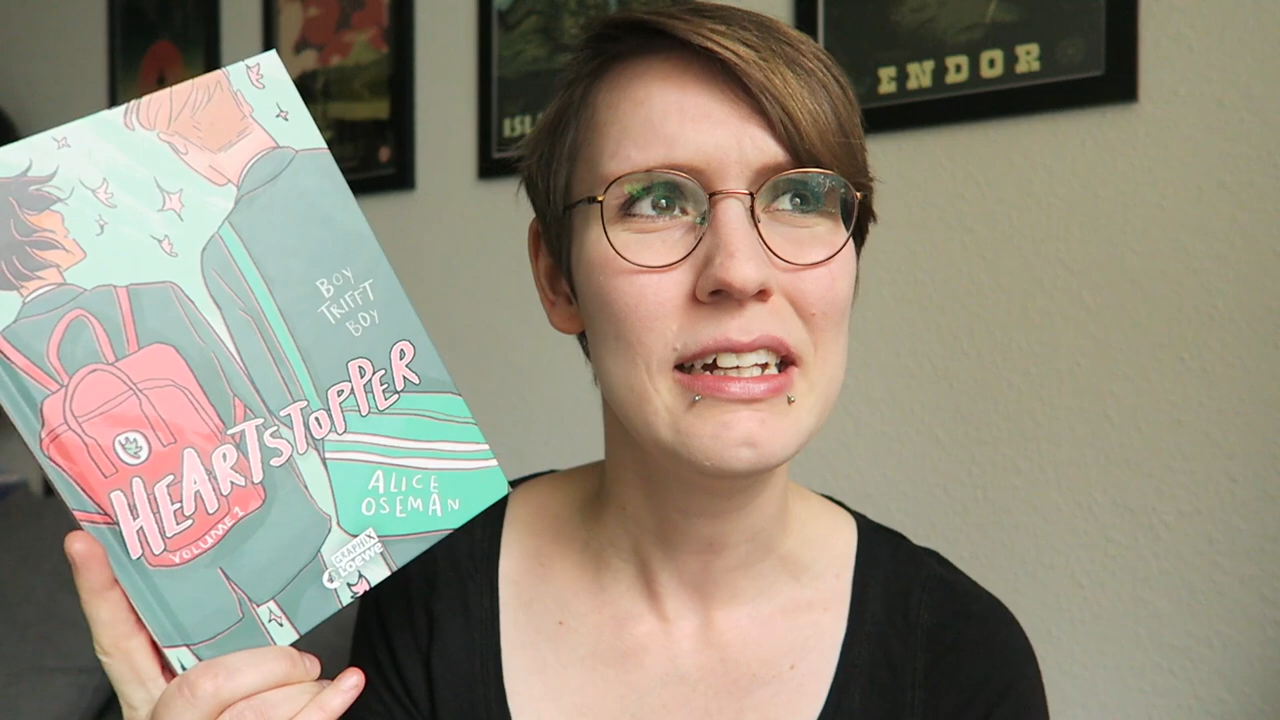 BOY
TRIFFT
BOY
HEARTSTOPPER
VOLUME 1
ALICE
OSEMAN
GRAPHIX
LOEWE
ENDOR